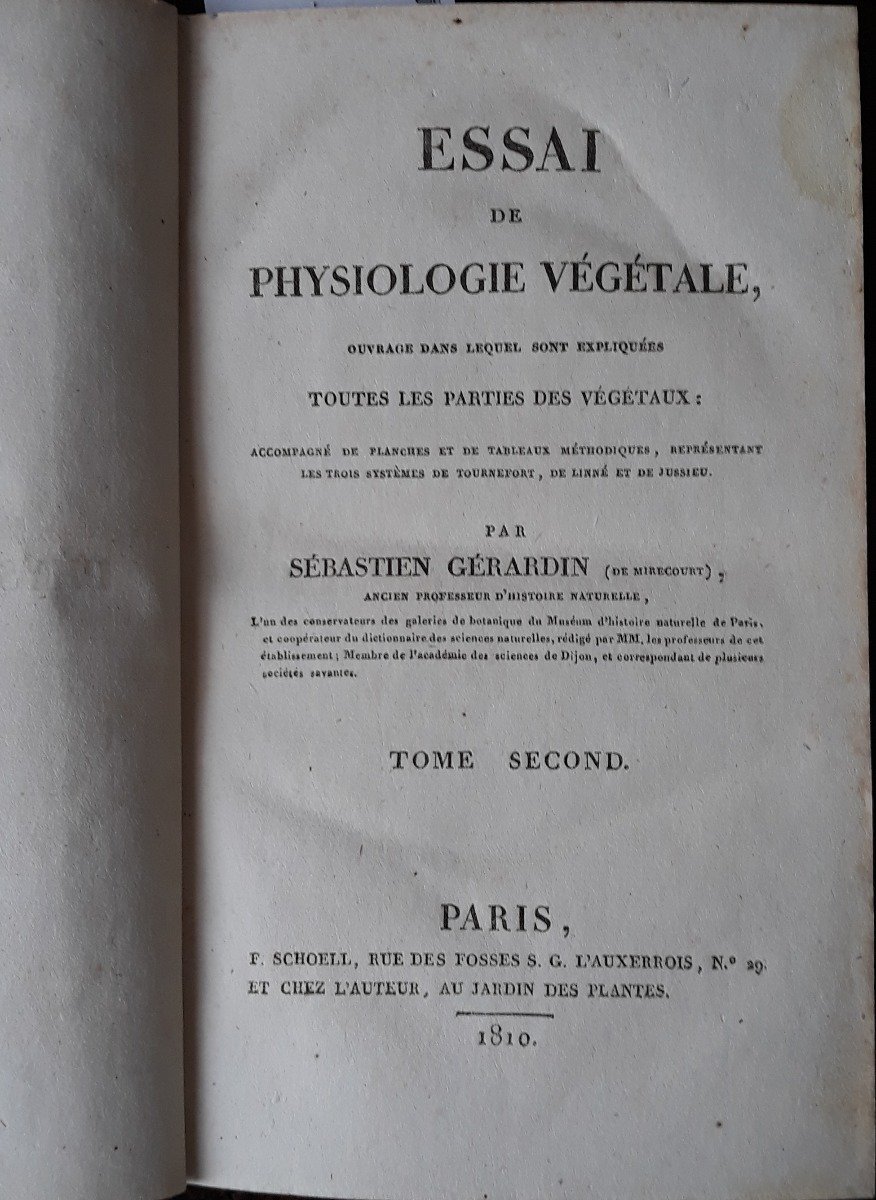 ESSAI
DE
PHYSIOLOGIE VÉGÉTALE,
OUVRAGE DANS LEQUEL SONT EXPLIQUÉES
TOUTES LES PARTIES DES VÉGÉTAUX:
ACCOMPAGNÉ DE PLANCHES ET DE TABLEAUX MÉTHODIQUES, REPRÉSENTANT
LES TROIS SYSTÈMES DE TOURNEFORT, DE LINNÉ ET DE JUSSIEU.
PAR
SÉBASTIEN GÉRARDIN (DE MIRECOURT),
ANCIEN PROFESSEUR D'HISTOIRE NATURELLE,
L'un des conservateurs des galeries de botanique du Muséum d'histoire naturelle de Paris,
et coopérateur du dictionnaire des sciences naturelles, rédigé par MM. les professeurs de cet
établissement; Membre de l'académie des sciences de Dijon, et correspondant de plusieurs
sociétés savantes.
TOME SECOND.
PARIS,
F. SCHOELL, RUE DES FOSSES S. G. L'AUXERROIS, N.º 29.
ET CHEZ L'AUTEUR, AU JARDIN DES PLANTES.
1810.